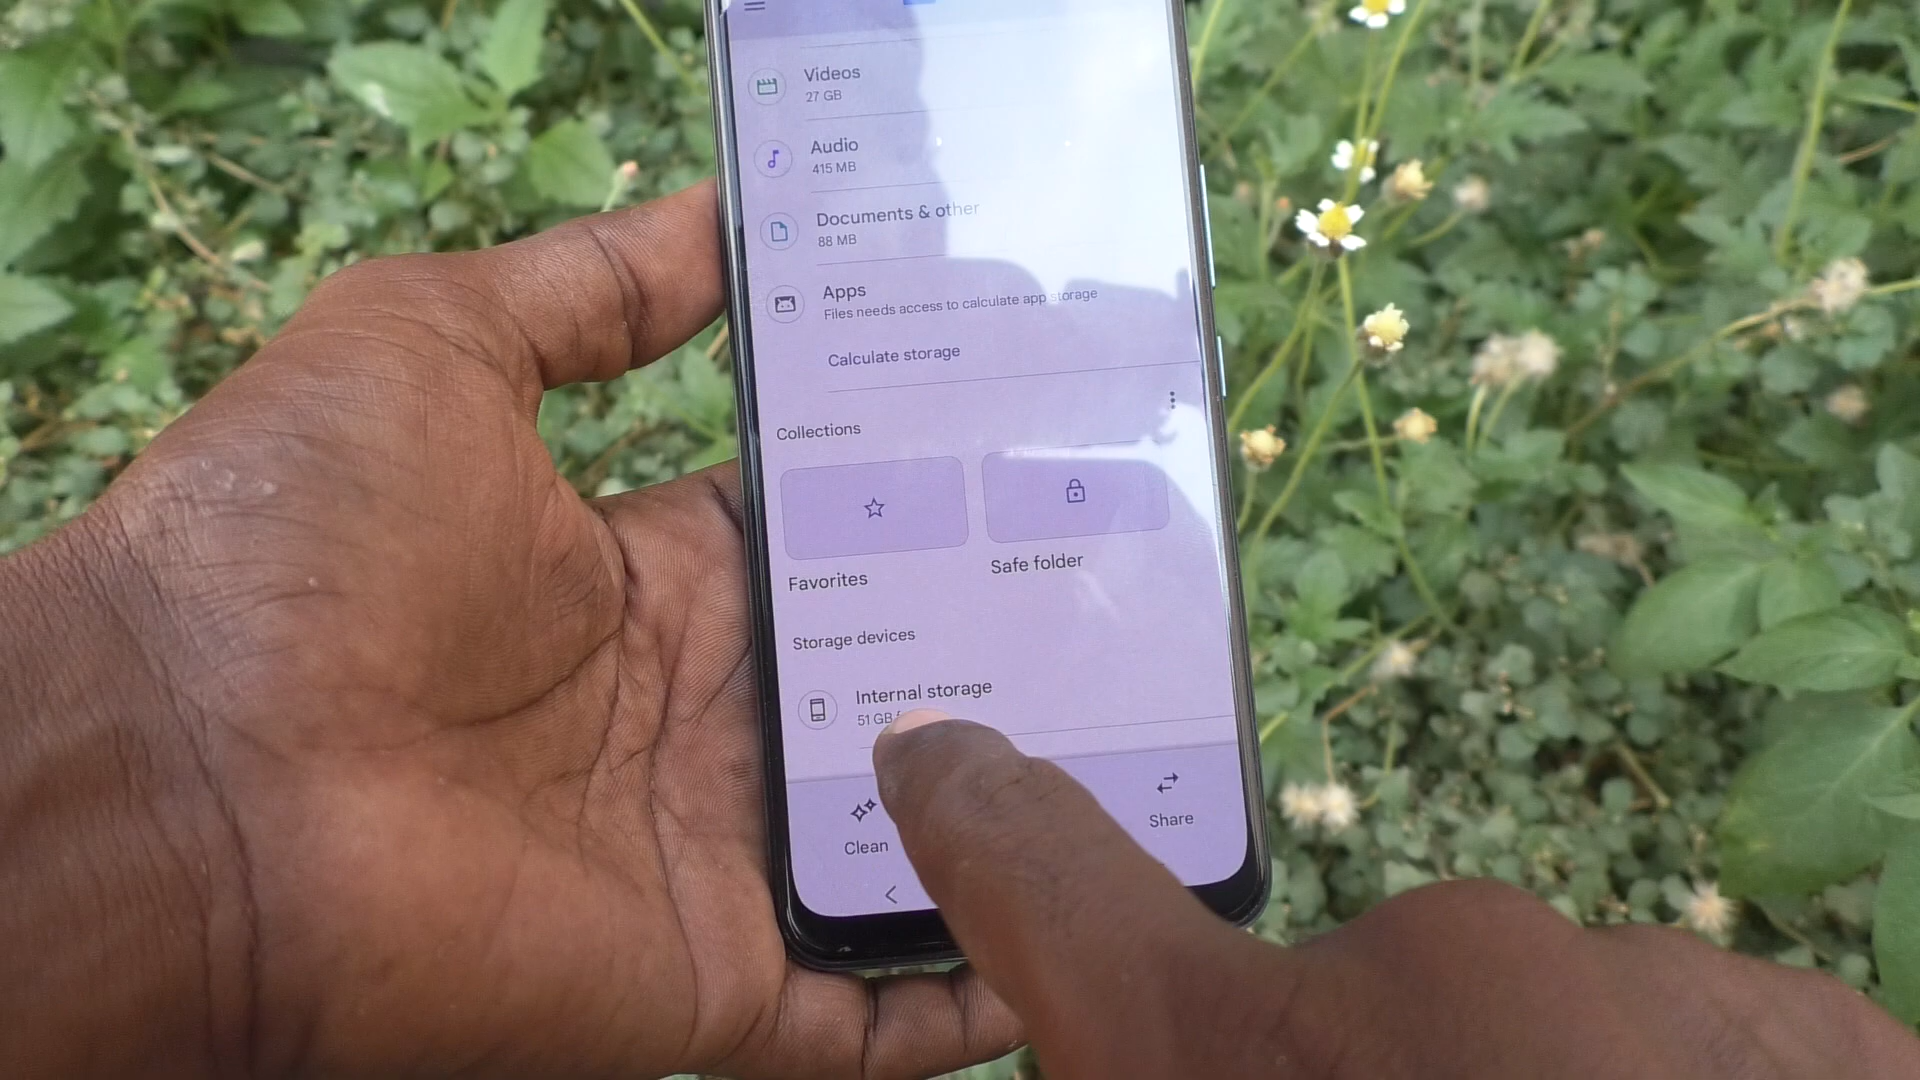 Videos
27 GB
Audio
415 MB
Documents & other
88 MB
Apps
Files needs access to calculate app storage
Calculate storage
Collections
Favorites
Safe folder
Storage devices
Internal storage
51 GB
Clean
Share